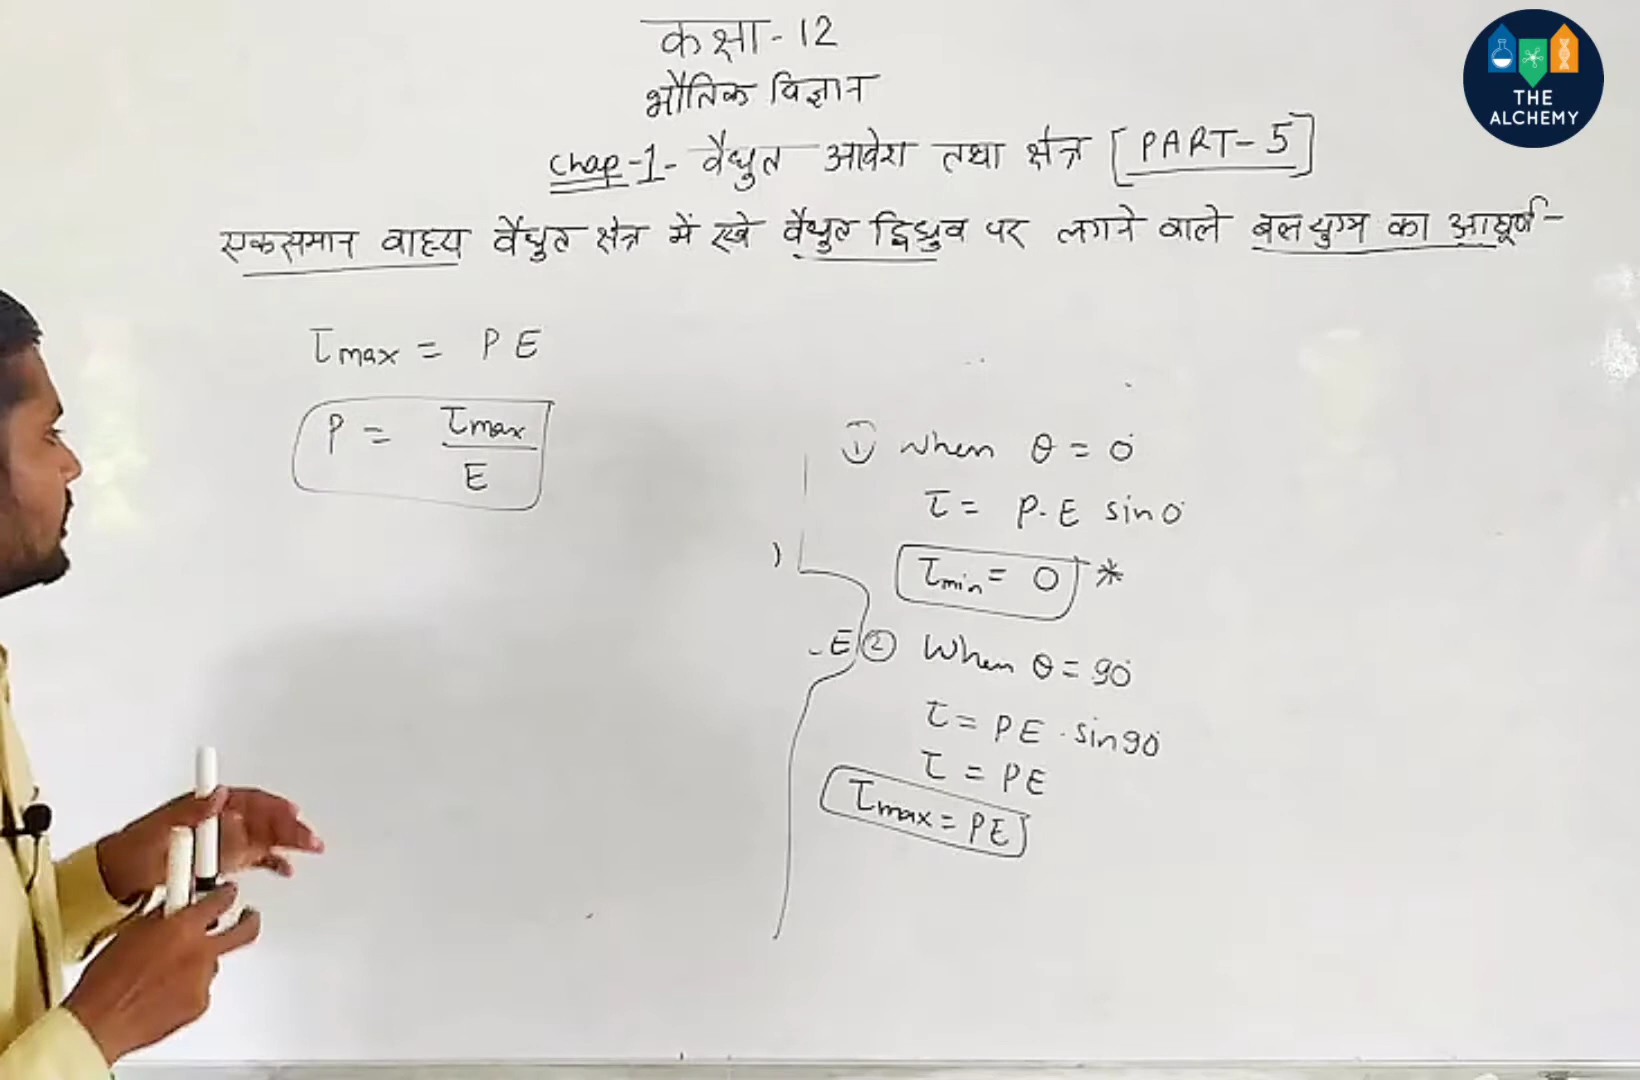 कक्षा-12
भौतिक विज्ञान
Chap-1- वैधुत आवेश तथा क्षेत्र [PART-5]
एकसमान वाह्य वैधुत क्षेत्र में रखे वैधुत द्विध्रुव पर लगने वाले बलयुग्म का आघूर्ण-
τmax = PE
P = τmax / E
① When θ = 0°
τ = P.E sin0°
τmin = 0 *
E ② When θ = 90°
τ = PE . sin90°
τ = PE
τmax = PE
THE
ALCHEMY